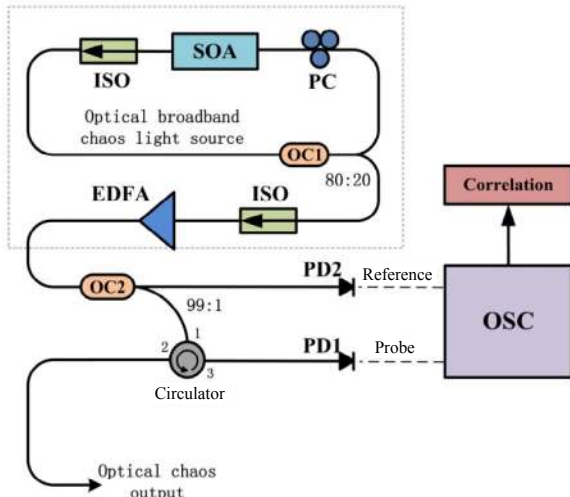 SOA
ISO
PC
Optical broadband
chaos light source
OC1
80:20
EDFA
ISO
Correlation
PD2
Reference
OC2
99:1
OSC
1
2
3
PD1
Probe
Circulator
Optical chaos
output